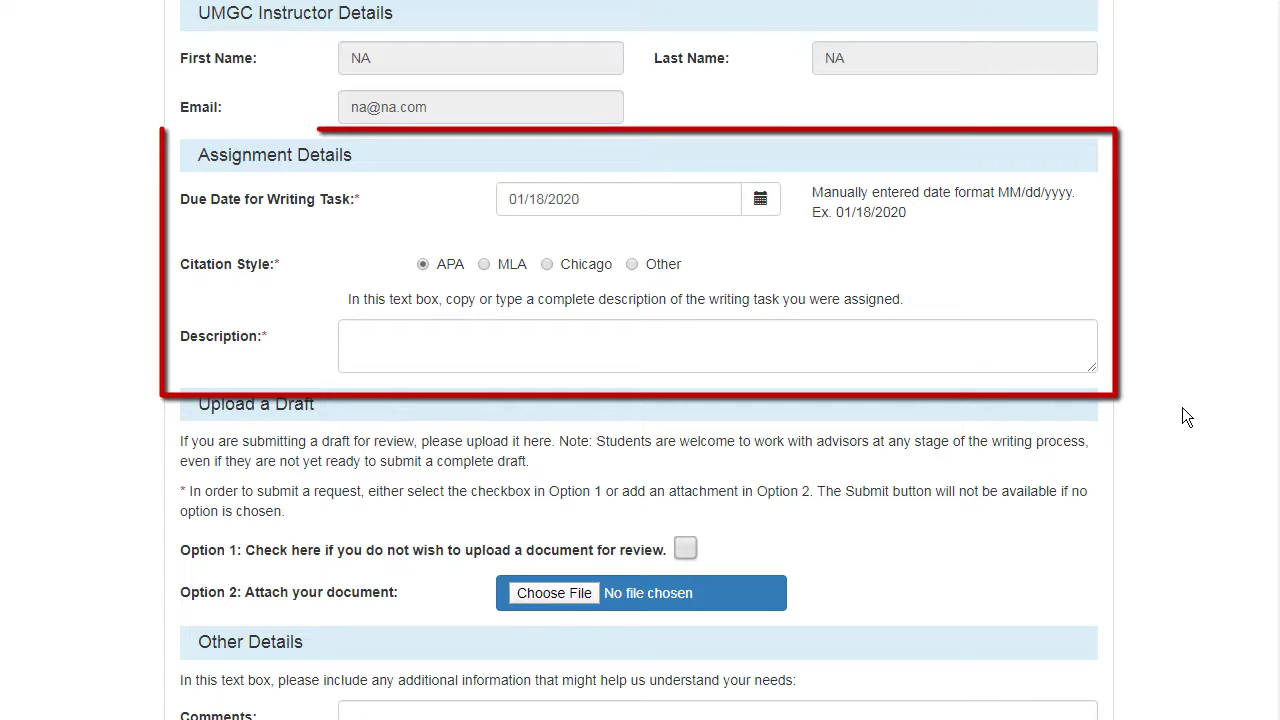 UMGC Instructor Details
First Name: NA Last Name: NA
Email: na@na.com
Assignment Details
Due Date for Writing Task:* 01/18/2020 Manually entered date format MM/dd/yyyy.
Ex. 01/18/2020
Citation Style:* APA MLA Chicago Other
In this text box, copy or type a complete description of the writing task you were assigned.
Description:*
Upload a Draft
If you are submitting a draft for review, please upload it here. Note: Students are welcome to work with advisors at any stage of the writing process,
even if they are not yet ready to submit a complete draft.
* In order to submit a request, either select the checkbox in Option 1 or add an attachment in Option 2. The Submit button will not be available if no
option is chosen.
Option 1: Check here if you do not wish to upload a document for review.
Option 2: Attach your document: Choose File No file chosen
Other Details
In this text box, please include any additional information that might help us understand your needs:
Comments: